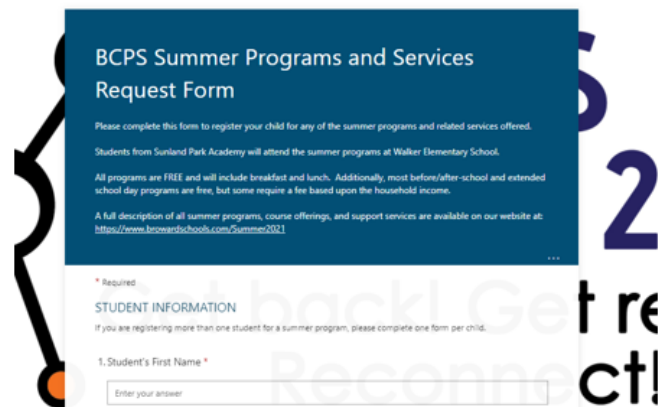 BCPS Summer Programs and Services
Request Form
Please complete this form to register your child for any of the summer programs and related services offered.
Students from Sunland Park Academy will attend the summer programs at Walker Elementary School.
All programs are FREE and will include breakfast and lunch. Additionally, most before/after-school and extended
school day programs are free, but some require a fee based upon the household income.
A full description of all summer programs, course offerings, and support services are available on our website at:
https://www.browardschools.com/Summer2021
...
* Required
STUDENT INFORMATION
If you are registering more than one student for a summer program, please complete one form per child.
1. Student's First Name *
Enter your answer
S
2
Get back! Get re
Reconnect!